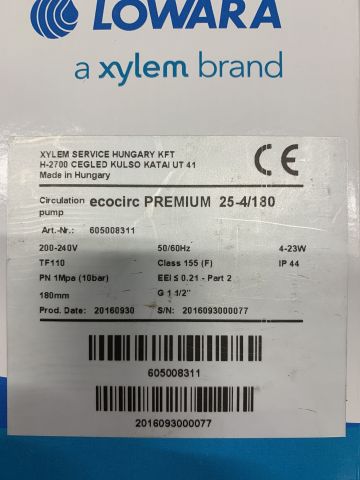 LOWARA
a xylem brand
XYLEM SERVICE HUNGARY KFT
H-2700 CEGLED KULSO KATAI UT 41
Made in Hungary
CE
Circulation pump ecocirc PREMIUM 25-4/180
Art.-Nr.: 605008311
200-240V 50/60Hz 4-23W
TF110 Class 155 (F) IP 44
PN 1Mpa (10bar) EEI ≤ 0.21 - Part 2
180mm G 1 1/2"
Prod. Date: 20160930 S/N: 2016093000077
605008311
2016093000077